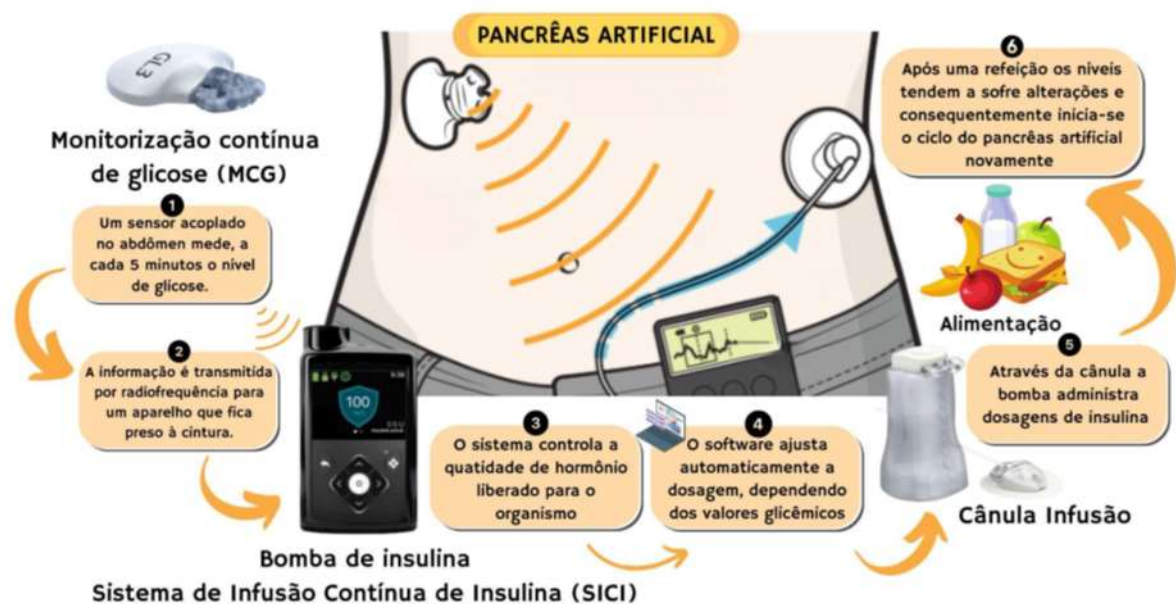 PANCRÊAS ARTIFICIAL
GL3
Monitorização contínua
de glicose (MCG)
1
Um sensor acoplado
no abdômen mede, a
cada 5 minutos o nível
de glicose.
2
A informação é transmitida
por radiofrequência para
um aparelho que fica
preso à cintura.
100
Bomba de insulina
Sistema de Infusão Contínua de Insulina (SICI)
3
O sistema controla a
quatidade de hormônio
liberado para o
organismo
4
O software ajusta
automaticamente a
dosagem, dependendo
dos valores glicêmicos
Cânula Infusão
5
Através da cânula a
bomba administra
dosagens de insulina
Alimentação
6
Após uma refeição os níveis
tendem a sofre alterações e
consequentemente inicia-se
o ciclo do pancrêas artificial
novamente